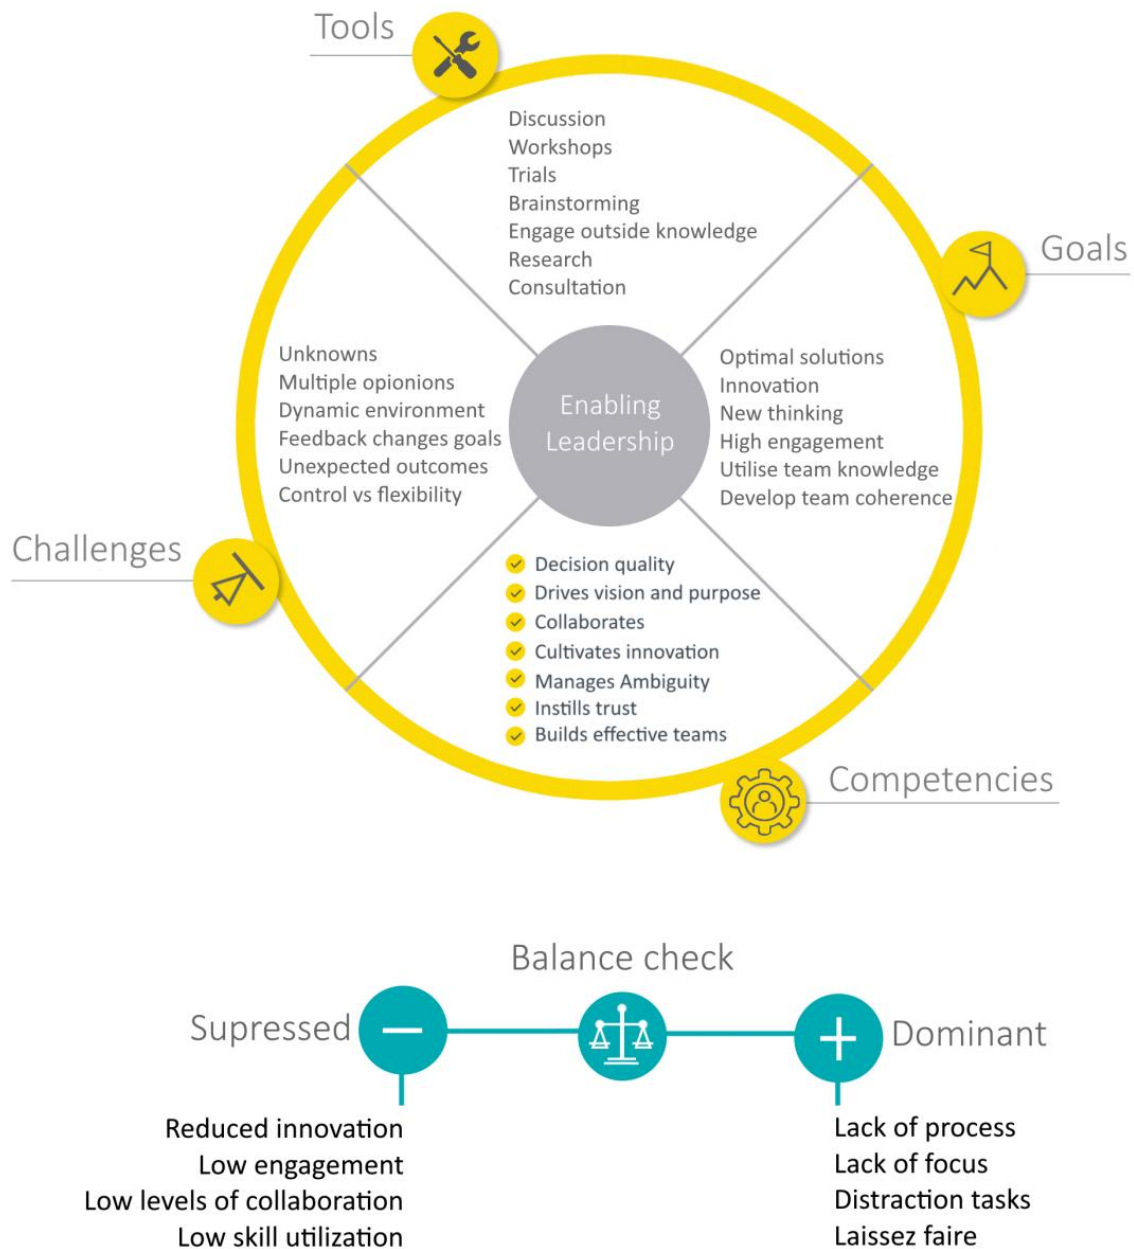 Tools
Discussion
Workshops
Trials
Brainstorming
Engage outside knowledge
Research
Consultation
Goals
Optimal solutions
Innovation
New thinking
High engagement
Utilise team knowledge
Develop team coherence
Enabling
Leadership
Unknowns
Multiple opionions
Dynamic environment
Feedback changes goals
Unexpected outcomes
Control vs flexibility
Challenges
Decision quality
Drives vision and purpose
Collaborates
Cultivates innovation
Manages Ambiguity
Instills trust
Builds effective teams
Competencies
Balance check
Supressed
Dominant
Reduced innovation
Low engagement
Low levels of collaboration
Low skill utilization
Lack of process
Lack of focus
Distraction tasks
Laissez faire